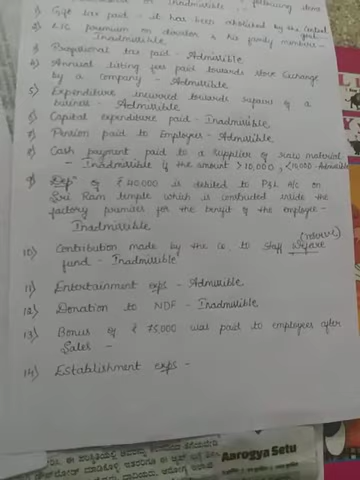 Inadmissible following items
1) Gift tax paid - it has been abolished by the Central govt.
Inadmissible
2) LIC premium on donation & his family members -
Inadmissible
3) Professional tax paid - Admissible
4) Annual listing fees paid towards stock Exchange
by a company - Admissible
5) Expenditure incurred towards repairs of a
business - Admissible
6) Capital expenditure paid - Inadmissible
7) Pension paid to Employees - Admissible
8) Cash payment paid to a supplier of raw material
- Inadmissible if the amount > 10,000, < 10,000 - Admissible
9) Depn of ₹ 40,000 is debited to P&L A/c on
Sri Ram temple which is constructed inside the
factory premises for the benefit of the employee -
Inadmissible
10) Contribution made by the co. to Staff Welfare
fund - Inadmissible
11) Entertainment exps - Admissible
12) Donation to NDF - Inadmissible
13) Bonus of ₹ 75,000 was paid to employees after
Sales -
14) Establishment exps -
Aarogya Setu